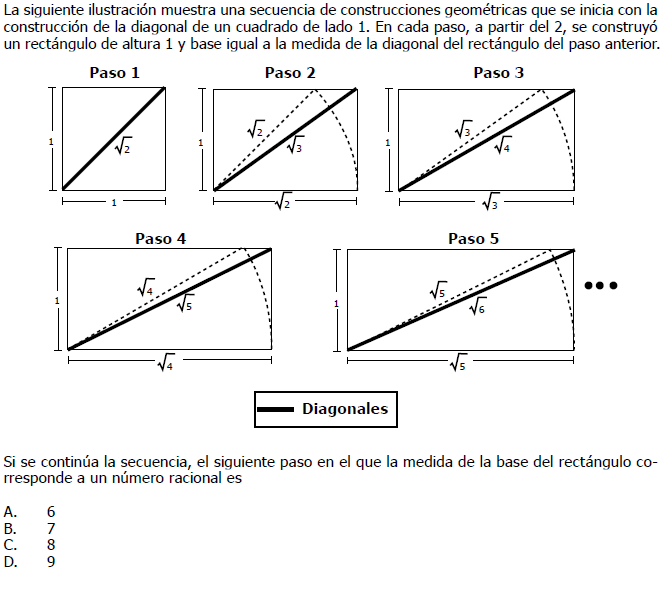 La siguiente ilustración muestra una secuencia de construcciones geométricas que se inicia con la
construcción de la diagonal de un cuadrado de lado 1. En cada paso, a partir del 2, se construyó
un rectángulo de altura 1 y base igual a la medida de la diagonal del rectángulo del paso anterior.
Paso 1
Paso 2
Paso 3
1
√2
1
1
√2
√3
√2
1
√3
√4
√3
Paso 4
Paso 5
1
√4
√5
√4
1
√5
√6
√5
•••
Diagonales
Si se continúa la secuencia, el siguiente paso en el que la medida de la base del rectángulo co-
rresponde a un número racional es
A. 6
B. 7
C. 8
D. 9